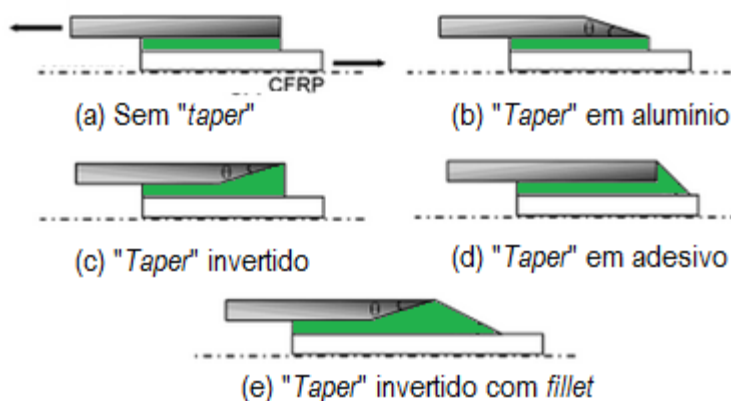 θ
θ
CFRP
(a) Sem "taper"
(b) "Taper" em alumínio
θ
(c) "Taper" invertido
(d) "Taper" em adesivo
θ
(e) "Taper" invertido com fillet